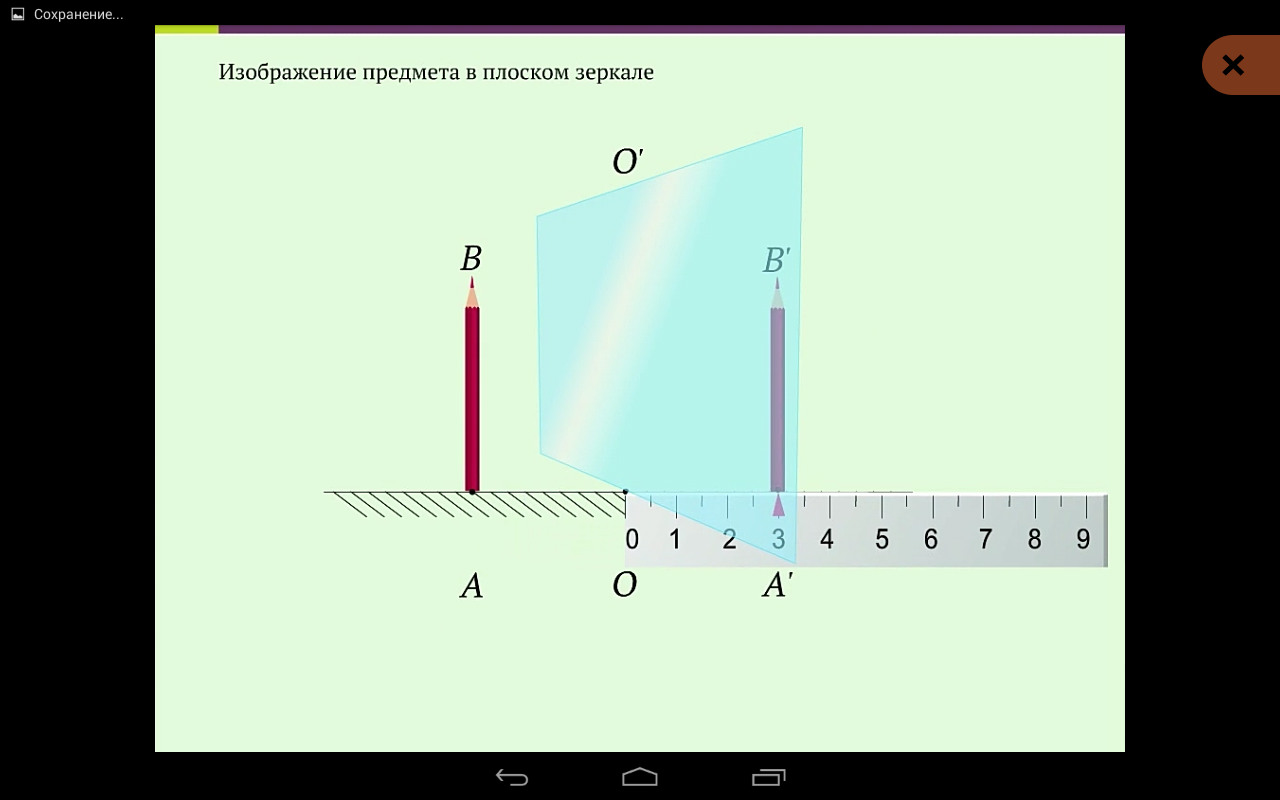 Сохранение...
Изображение предмета в плоском зеркале
O'
B B'
0 1 2 3 4 5 6 7 8 9
A O A'